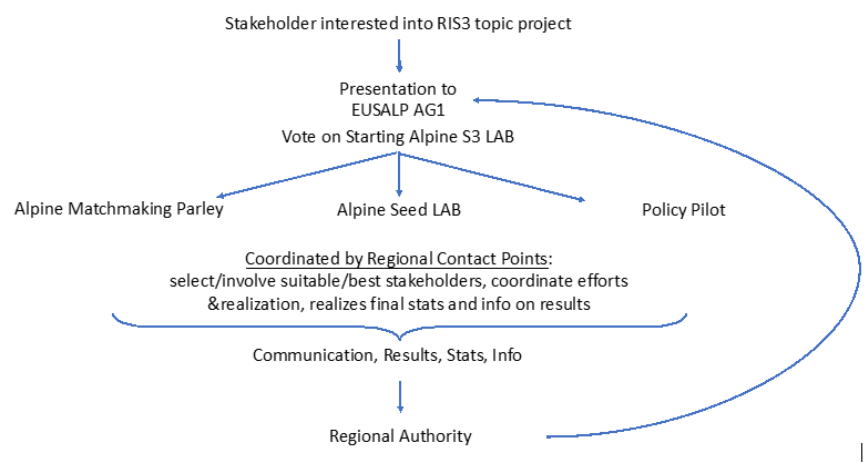 Stakeholder interested into RIS3 topic project
Presentation to
EUSALP AG1
Vote on Starting Alpine S3 LAB
Alpine Matchmaking Parley
Alpine Seed LAB
Policy Pilot
Coordinated by Regional Contact Points:
select/involve suitable/best stakeholders, coordinate efforts
&realization, realizes final stats and info on results
Communication, Results, Stats, Info
Regional Authority